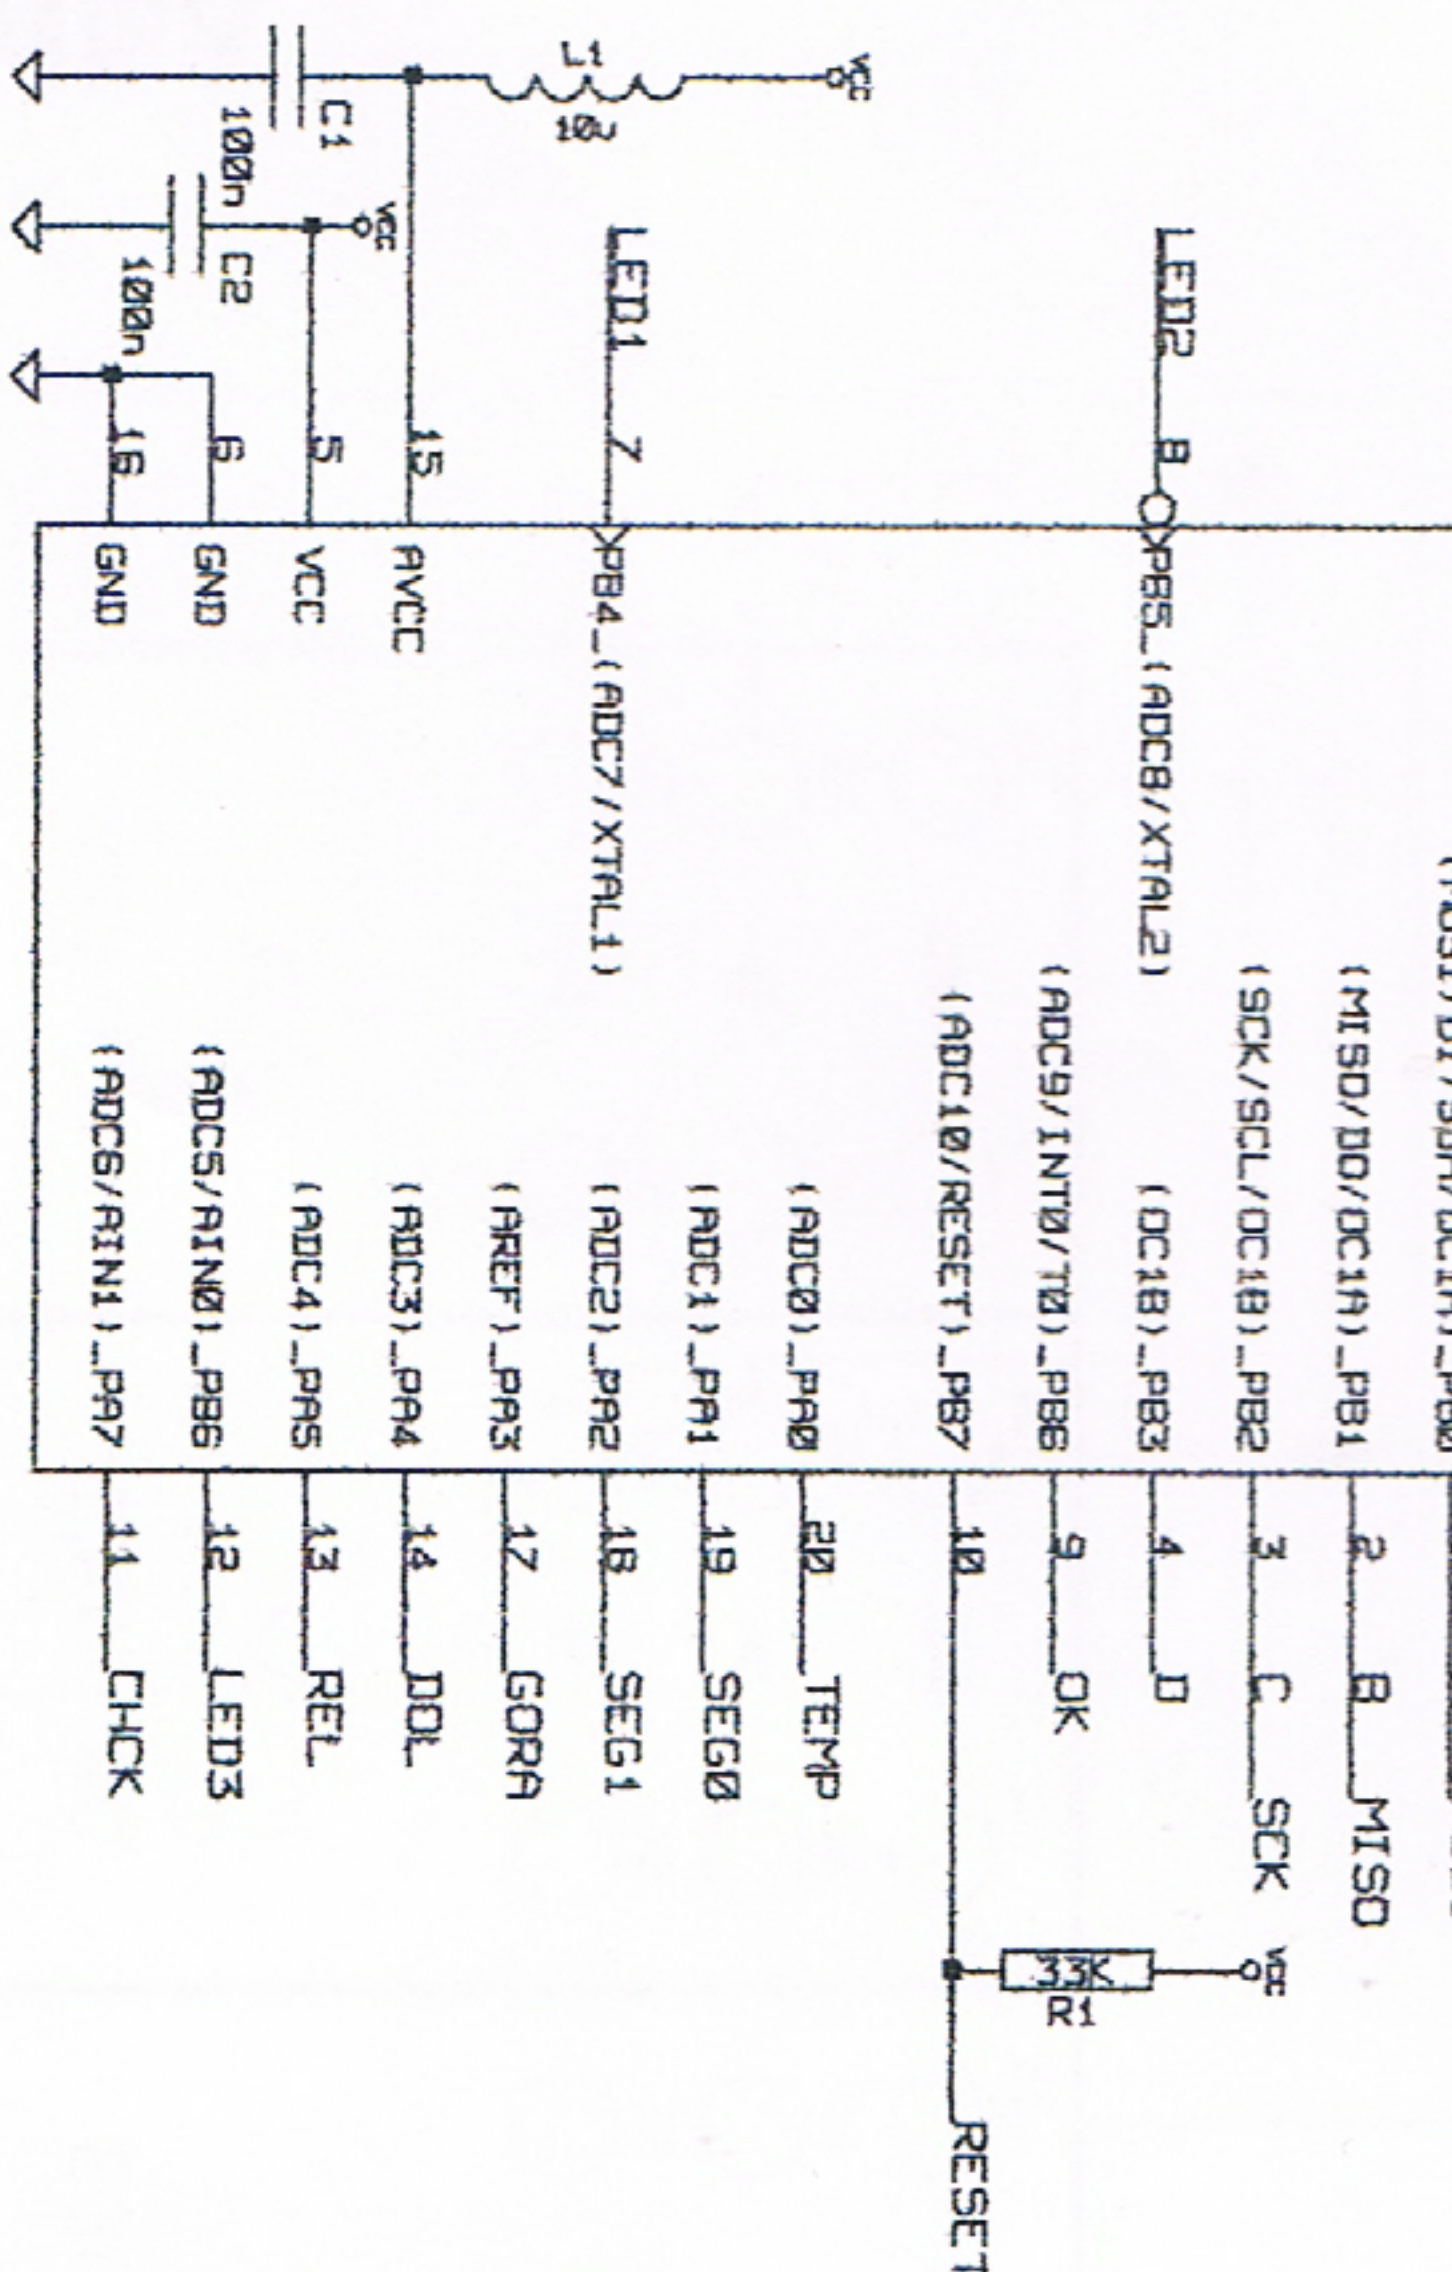 (MISO/DO/OC1A)_PB1 2 B MISO
(SCK/SCL/OC1B)_PB2 3 C SCK
VCC
LED2 8 PB5_(ADC8/XTAL2) (OC1B)_PB3 4 D
33K
R1
(ADC9/INT0/T0)_PB6 9 OK
(ADC10/RESET)_PB7 10 RESET
VCC
(ADC0)_PA0 20 TEMP
(ADC1)_PA1 19 SEG0
LED1 7 PB4_(ADC7/XTAL1) (ADC2)_PA2 18 SEG1
L1
10u
(AREF)_PA3 17 GORA
15 AVCC (ADC3)_PA4 14 DOL
VCC
C1
5 VCC (ADC4)_PA5 13 REL
100n
C2
6 GND (ADC5/AIN0)_PB6 12 LED3
100n
16 GND (ADC6/AIN1)_PA7 11 CHCK